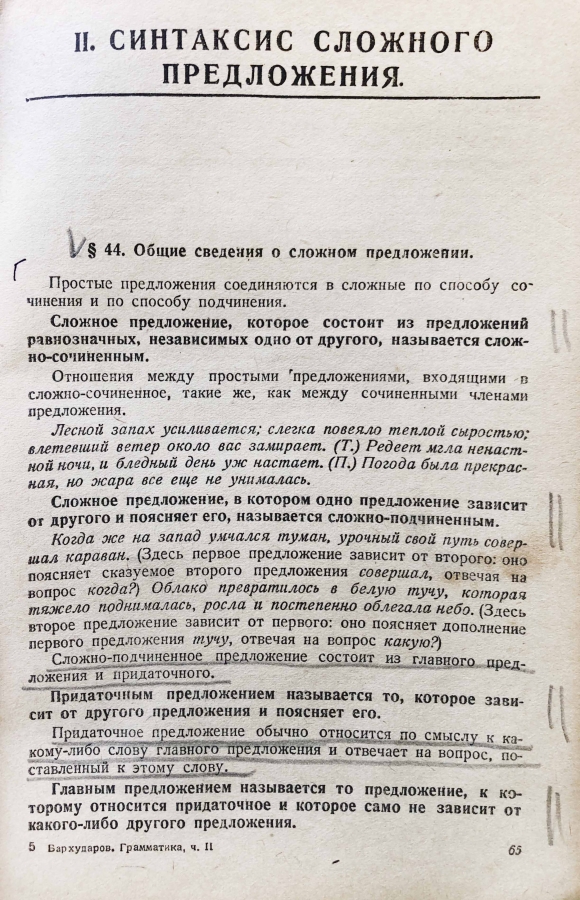 II. СИНТАКСИС СЛОЖНОГО
ПРЕДЛОЖЕНИЯ.
§ 44. Общие сведения о сложном предложении.
Простые предложения соединяются в сложные по способу со-
чинения и по способу подчинения.
Сложное предложение, которое состоит из предложений
равнозначных, независимых одно от другого, называется слож-
но-сочиненным.
Отношения между простыми предложениями, входящими в
сложно-сочиненное, такие же, как между сочиненными членами
предложения.
Лесной запах усиливается; слегка повеяло теплой сыростью;
влетевший ветер около вас замирает. (Т.) Редеет мгла ненаст-
ной ночи, и бледный день уж настает. (П.) Погода была прекрас-
ная, но жара все еще не унималась.
Сложное предложение, в котором одно предложение зависит
от другого и поясняет его, называется сложно-подчиненным.
Когда же на запад умчался туман, урочный свой путь совер-
шал караван. (Здесь первое предложение зависит от второго: оно
поясняет сказуемое второго предложения совершал, отвечая на
вопрос когда?) Облако превратилось в белую тучу, которая
тяжело поднималась, росла и постепенно облегала небо. (Здесь
второе предложение зависит от первого: оно поясняет дополнение
первого предложения тучу, отвечая на вопрос какую?)
Сложно-подчиненное предложение состоит из главного пред-
ложения и придаточного.
Придаточным предложением называется то, которое зави-
сит от другого предложения и поясняет его.
Придаточное предложение обычно относится по смыслу к ка-
кому-либо слову главного предложения и отвечает на вопрос, по-
ставленный к этому слову.
Главным предложением называется то предложение, к ко-
торому относится придаточное и которое само не зависит от
какого-либо другого предложения.
5 Бархударов. Грамматика, ч. II
65